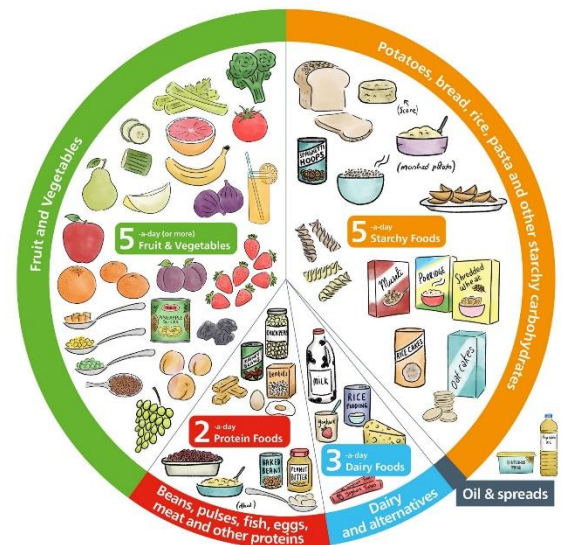 Fruit and Vegetables
Potatoes, bread, rice, pasta and other starchy carbohydrates
(Scone)
SPAGHETTI
HOOPS
(mashed potato)
5 -a-day (or more)
Fruit & Vegetables
5 -a-day
Starchy Foods
Muesli
PORRIDGE
Shredded
wheat
RICE CAKES
Oat cakes
CHICKPEAS
Lentils
MILK
RICE
PUDDING
Yoghurt
2 -a-day
Protein Foods
3 -a-day
Dairy Foods
BAKED
BEANS
PEANUT
BUTTER
Beans, pulses, fish, eggs,
meat and other proteins
Dairy
and alternatives
Oil & spreads